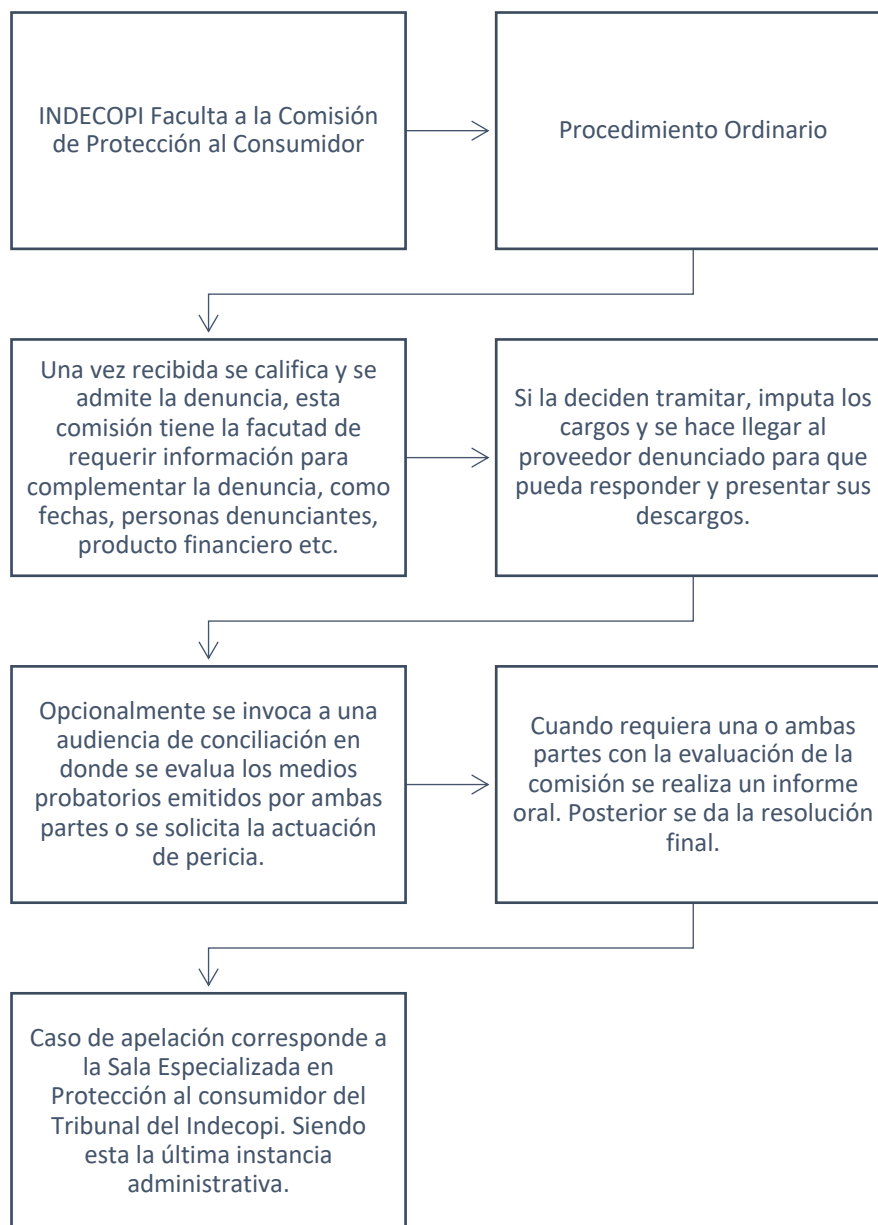 INDECOPI Faculta a la Comisión
de Protección al Consumidor
Procedimiento Ordinario
Una vez recibida se califica y se
admite la denuncia, esta
comisión tiene la facutad de
requerir información para
complementar la denuncia, como
fechas, personas denunciantes,
producto financiero etc.
Si la deciden tramitar, imputa los
cargos y se hace llegar al
proveedor denunciado para que
pueda responder y presentar sus
descargos.
Opcionalmente se invoca a una
audiencia de conciliación en
donde se evalua los medios
probatorios emitidos por ambas
partes o se solicita la actuación
de pericia.
Cuando requiera una o ambas
partes con la evaluación de la
comisión se realiza un informe
oral. Posterior se da la resolución
final.
Caso de apelación corresponde a
la Sala Especializada en
Protección al consumidor del
Tribunal del Indecopi. Siendo
esta la última instancia
administrativa.